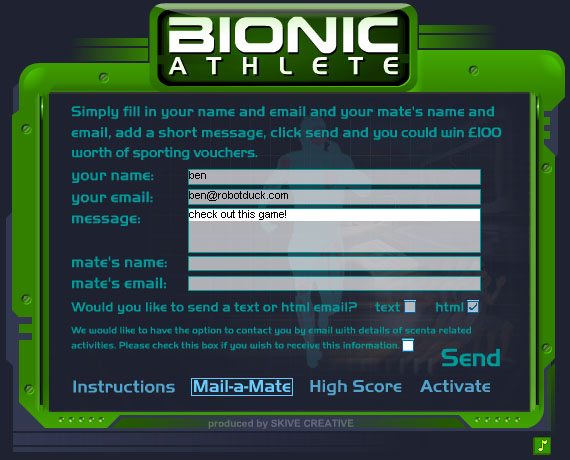 BIONIC
ATHLETE
Simply fill in your name and email and your mate's name and
email, add a short message, click send and you could win £100
worth of sporting vouchers.
your name: ben
your email: ben@robotduck.com
message: check out this game!
mate's name:
mate's email:
Would you like to send a text or html email? text html
We would like to have the option to contact you by email with details of scenta related
activities. Please check this box if you wish to receive this information.
Send
Instructions Mail-a-Mate High Score Activate
produced by SKIVE CREATIVE